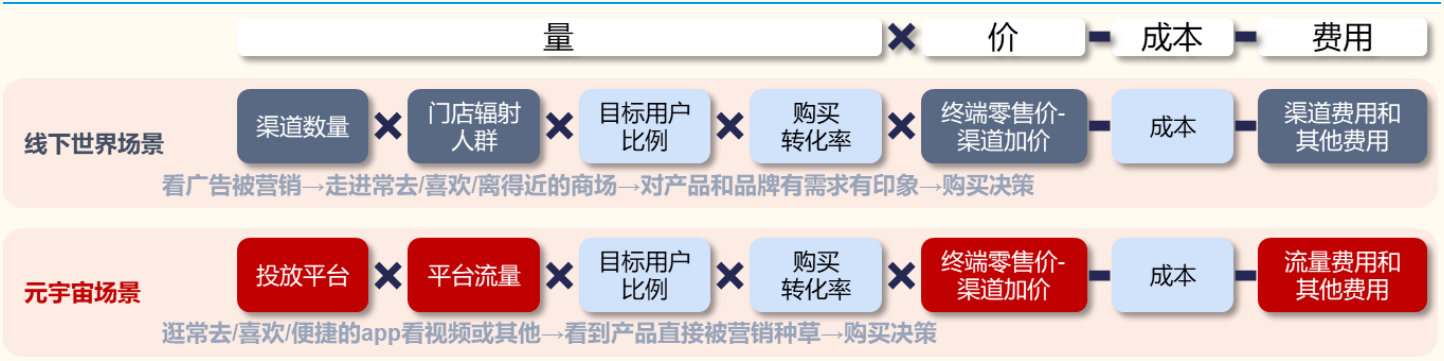 量 × 价 - 成本 - 费用
线下世界场景
渠道数量 × 门店辐射
人群 × 目标用户
比例 × 购买
转化率 × 终端零售价-
渠道加价 - 成本 - 渠道费用和
其他费用
看广告被营销→走进常去/喜欢/离得近的商场→对产品和品牌有需求有印象→购买决策
元宇宙场景
投放平台 × 平台流量 × 目标用户
比例 × 购买
转化率 × 终端零售价-
渠道加价 - 成本 - 流量费用和
其他费用
逛常去/喜欢/便捷的app看视频或其他→看到产品直接被营销种草→购买决策